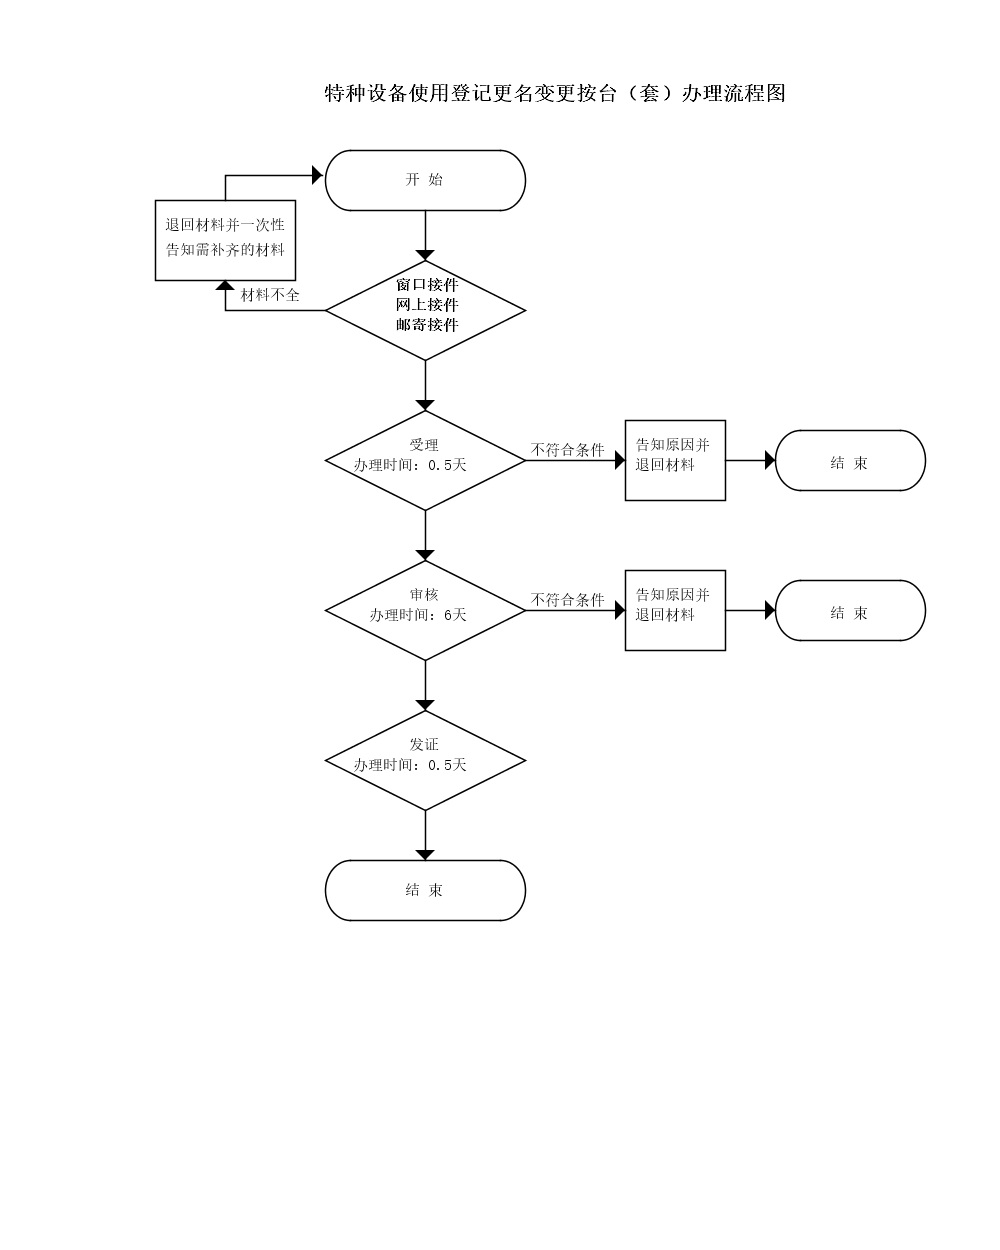 特种设备使用登记更名变更按台（套）办理流程图
开 始
退回材料并一次性
告知需补齐的材料
材料不全
窗口接件
网上接件
邮寄接件
受理
办理时间：0.5天
不符合条件
告知原因并
退回材料
结 束
审核
办理时间：6天
不符合条件
告知原因并
退回材料
结 束
发证
办理时间：0.5天
结 束